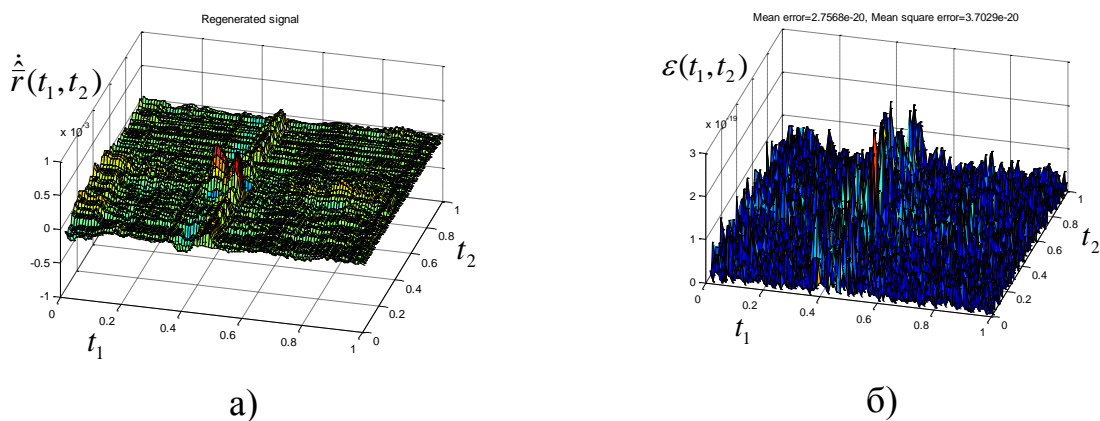 Regenerated signal
r(t₁,t₂)
x 10⁻³
1
0.5
0
-0.5
-1
0
0.2
0.4
0.6
0.8
1
t₁
0
0.2
0.4
0.6
0.8
1
t₂
а)
Mean error=2.7568e-20, Mean square error=3.7029e-20
ε(t₁,t₂)
x 10⁻¹⁹
3
2
1
0
0
0.2
0.4
0.6
0.8
1
t₁
0
0.2
0.4
0.6
0.8
1
t₂
б)